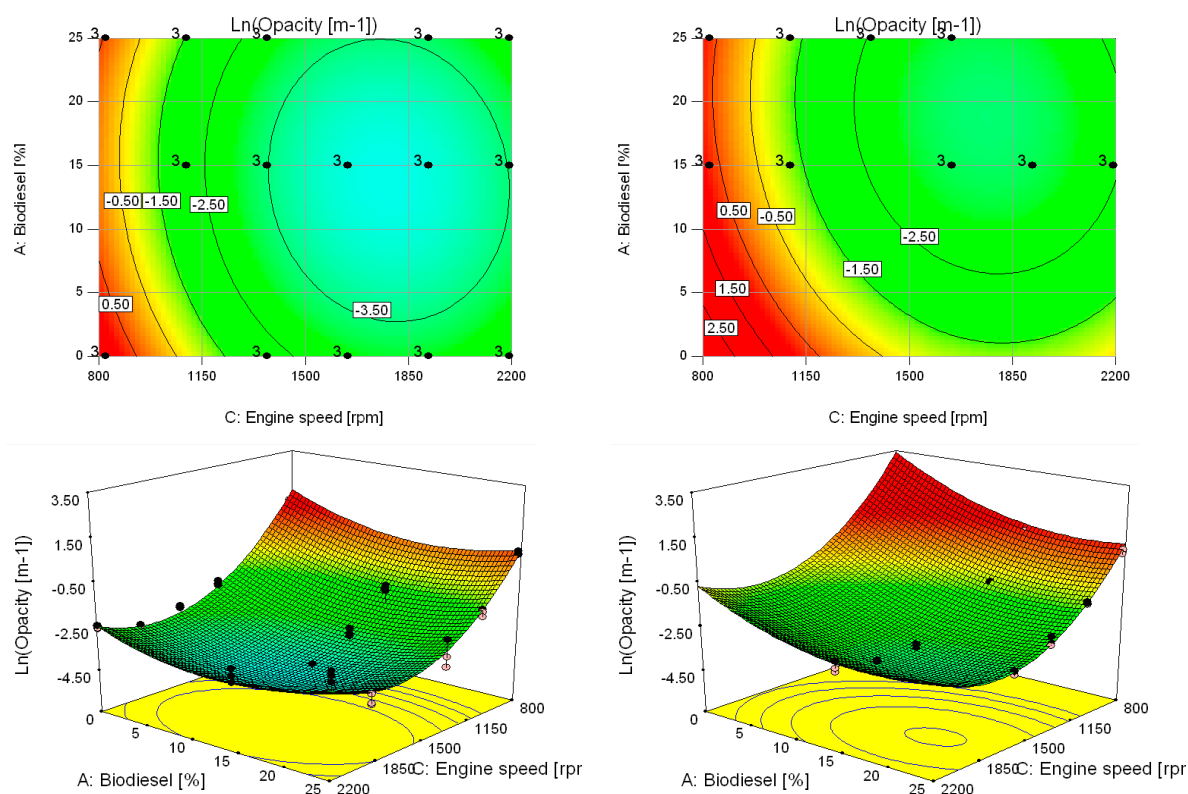 Ln(Opacity [m-1])
25 3 3 3 3 3
20
3 3 3 3 3
15
-0.50 -1.50 -2.50
10
5
0.50 -3.50
0 3 3 3 3 3
800 1150 1500 1850 2200
A: Biodiesel [%]
C: Engine speed [rpm]
Ln(Opacity [m-1])
25 3 3 3
20
15 3 3 3 3 3
0.50 -0.50
10
-2.50
-1.50
5 1.50
2.50
0
800 1150 1500 1850 2200
A: Biodiesel [%]
C: Engine speed [rpm]
3.50
1.50
-0.50
-2.50
-4.50
Ln(Opacity [m-1])
0
5
10
15
20
25
A: Biodiesel [%]
800
1150
1500
1850
2200
C: Engine speed [rpr
3.50
1.50
-0.50
-2.50
-4.50
Ln(Opacity [m-1])
0
5
10
15
20
25
A: Biodiesel [%]
800
1150
1500
1850
2200
C: Engine speed [rpr